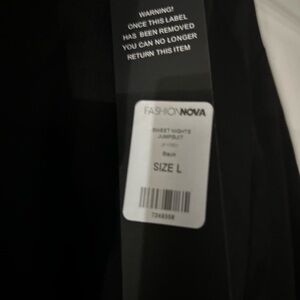 WARNING!
ONCE THIS LABEL
HAS BEEN REMOVED
YOU CAN NO LONGER
RETURN THIS ITEM
FASHIONNOVA
SWEET NIGHTS
JUMPSUIT
Black
SIZE L